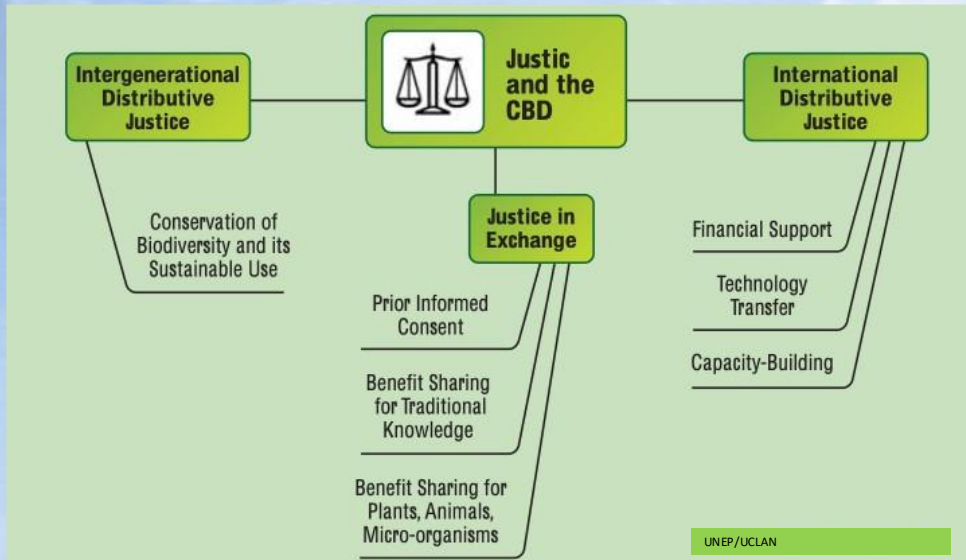 Justic
and the
CBD
Intergenerational
Distributive
Justice
Conservation of
Biodiversity and its
Sustainable Use
Justice in
Exchange
Prior Informed
Consent
Benefit Sharing
for Traditional
Knowledge
Benefit Sharing for
Plants, Animals,
Micro-organisms
International
Distributive
Justice
Financial Support
Technology
Transfer
Capacity-Building
UNEP/UCLAN